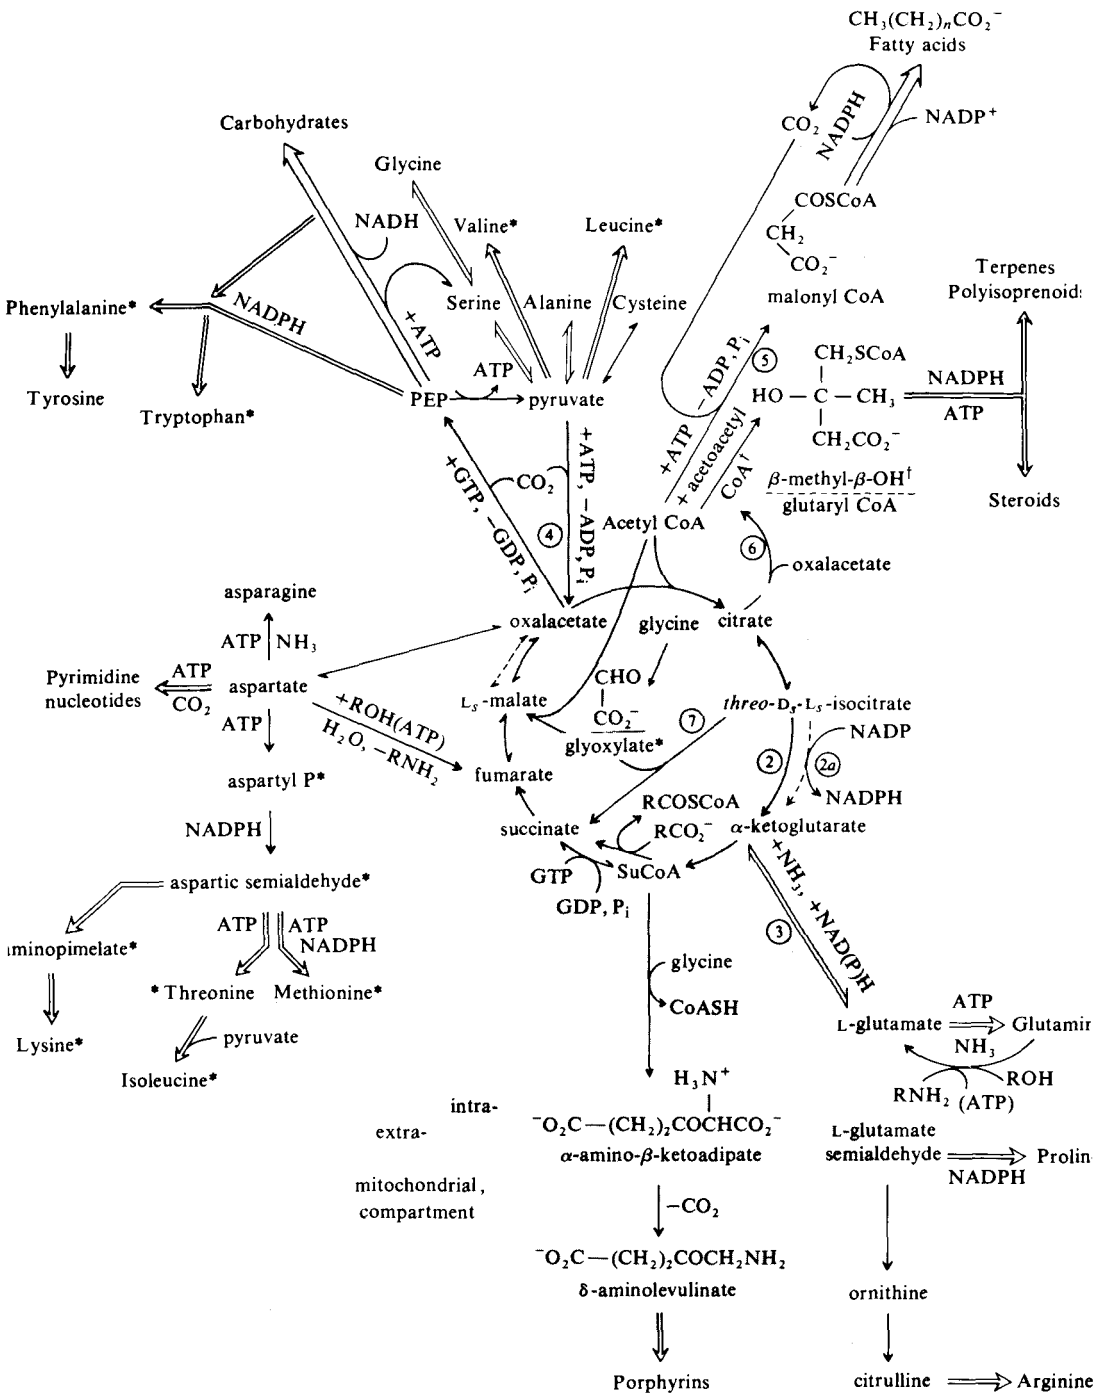 CH₃(CH₂)ₙCO₂⁻
Fatty acids
CO₂
NADPH
NADP⁺
Carbohydrates
Glycine
COSCoA
CH₂
CO₂⁻
malonyl CoA
NADH
Valine*
Leucine*
Terpenes
Polyisoprenoid
Phenylalanine*
NADPH
+ATP
Serine
Alanine
Cysteine
Tyrosine
Tryptophan*
ATP
PEP
pyruvate
+ATP
−ADP, Pᵢ
5
CH₂SCoA
HO — C — CH₃
CH₂CO₂⁻
NADPH
ATP
β-methyl-β-OH†
glutaryl CoA
Steroids
+ acetoacetyl
CoA†
+GTP, −GDP, Pᵢ
CO₂
+ATP, −ADP, Pᵢ
4
Acetyl CoA
6
oxalacetate
asparagine
ATP
NH₃
oxalacetate
glycine
citrate
Pyrimidine
nucleotides
ATP
CO₂
aspartate
ATP
+ROH(ATP)
H₂O, −RNH₂
Lₛ-malate
CHO
CO₂⁻
glyoxylate*
threo-Dₛ-Lₛ-isocitrate
7
NADP
2
2a
NADPH
aspartyl P*
fumarate
NADPH
succinate
RCOSCoA
RCO₂⁻
α-ketoglutarate
GTP
SuCoA
GDP, Pᵢ
+NH₃, +NAD(P)H
3
aspartic semialdehyde*
ATP
ATP
NADPH
minopimelate*
*Threonine
Methionine*
glycine
CoASH
Lysine*
pyruvate
Isoleucine*
L-glutamate
ATP
NH₃
Glutamin
RNH₂
(ATP)
ROH
H₃N⁺
intra-
extra-
mitochondrial,
compartment
⁻O₂C—(CH₂)₂COCHCO₂⁻
α-amino-β-ketoadipate
L-glutamate
semialdehyde
NADPH
Prolin
−CO₂
⁻O₂C—(CH₂)₂COCH₂NH₂
δ-aminolevulinate
ornithine
Porphyrins
citrulline
Arginine